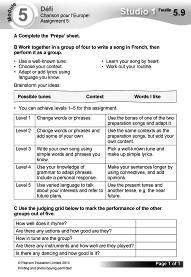 5
Défi
Chanson pour l'Europe!
Assignment 5
Studio 1
Feuille 5.9
A Complete the 'Prépa' sheet.
B Work together in a group of four to write a song in French, then
perform it as a group.
• Use a well-known tune.
• Choose your context.
• Adapt or add lyrics using
language you know.
• Learn your song by heart.
• Work out your routine.
Brainstorm your ideas:
Possible tunes Context Words I like
• You can achieve levels 1–5 for this assignment.
Level 1 Change words or phrases. Use the bones of one of the two preparation songs and adapt it.
Level 2 Change words or phrases and add some of your own. Use the same contexts as the preparation songs, but add your own content.
Level 3 Write your own song using simple words and phrases you know. Pick a well-known tune and make up simple lyrics.
Level 4 Use your knowledge of grammar to adapt phrases. Include a personal response. Make your sentences longer by using connectives, and add opinions.
Level 5 Use varied language to talk about your interests and refer to future plans. Use the present tense and another tense, e.g. the near future.
C Use the judging grid below to mark the performance of the other
groups out of five.
How well does it rhyme?
Are there any actions and how good are they?
How in tune are the group?
Are there any instruments and how well are they played?
Is there any dancing and how good is it?
© Pearson Education Limited 2010
Printing and photocopying permitted
Page 1 of 1